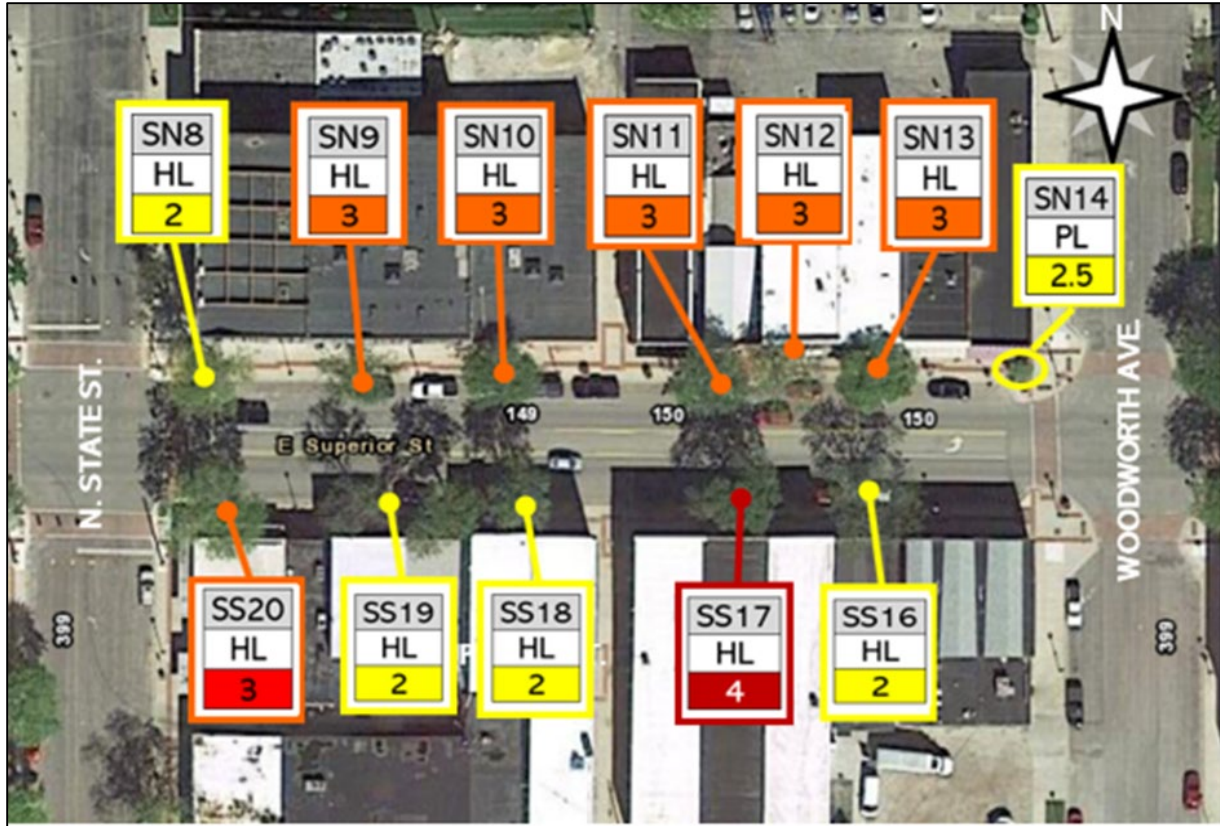 N
SN8
HL
2
SN9
HL
3
SN10
HL
3
SN11
HL
3
SN12
HL
3
SN13
HL
3
SN14
PL
2.5
N. STATE ST.
WOODWORTH AVE.
149
150
150
E Superior St
399
399
SS20
HL
3
SS19
HL
2
SS18
HL
2
SS17
HL
4
SS16
HL
2